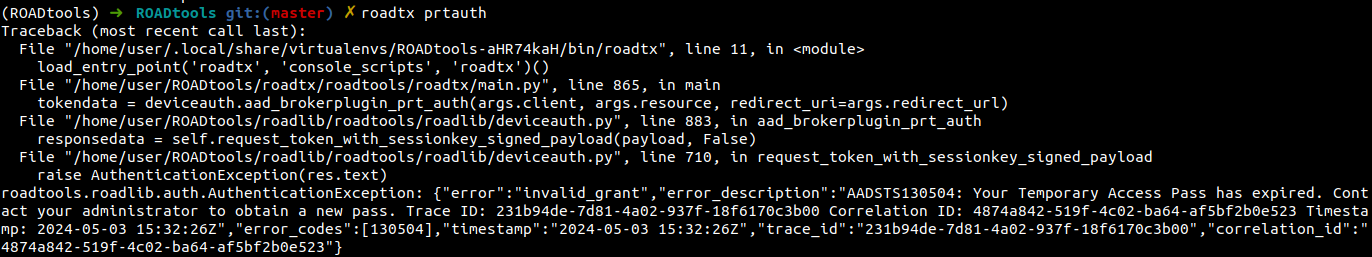 (ROADtools) ➜ ROADtools git:(master) ✗ roadtx prtauth
Traceback (most recent call last):
  File "/home/user/.local/share/virtualenvs/ROADtools-aHR74kaH/bin/roadtx", line 11, in <module>
    load_entry_point('roadtx', 'console_scripts', 'roadtx')()
  File "/home/user/ROADtools/roadtx/roadtools/roadtx/main.py", line 865, in main
    tokendata = deviceauth.aad_brokerplugin_prt_auth(args.client, args.resource, redirect_uri=args.redirect_url)
  File "/home/user/ROADtools/roadlib/roadtools/roadlib/deviceauth.py", line 883, in aad_brokerplugin_prt_auth
    responsedata = self.request_token_with_sessionkey_signed_payload(payload, False)
  File "/home/user/ROADtools/roadlib/roadtools/roadlib/deviceauth.py", line 710, in request_token_with_sessionkey_signed_payload
    raise AuthenticationException(res.text)
roadtools.roadlib.auth.AuthenticationException: {"error":"invalid_grant","error_description":"AADSTS130504: Your Temporary Access Pass has expired. Cont
act your administrator to obtain a new pass. Trace ID: 231b94de-7d81-4a02-937f-18f6170c3b00 Correlation ID: 4874a842-519f-4c02-ba64-af5bf2b0e523 Timesta
mp: 2024-05-03 15:32:26Z","error_codes":[130504],"timestamp":"2024-05-03 15:32:26Z","trace_id":"231b94de-7d81-4a02-937f-18f6170c3b00","correlation_id":"
4874a842-519f-4c02-ba64-af5bf2b0e523"}